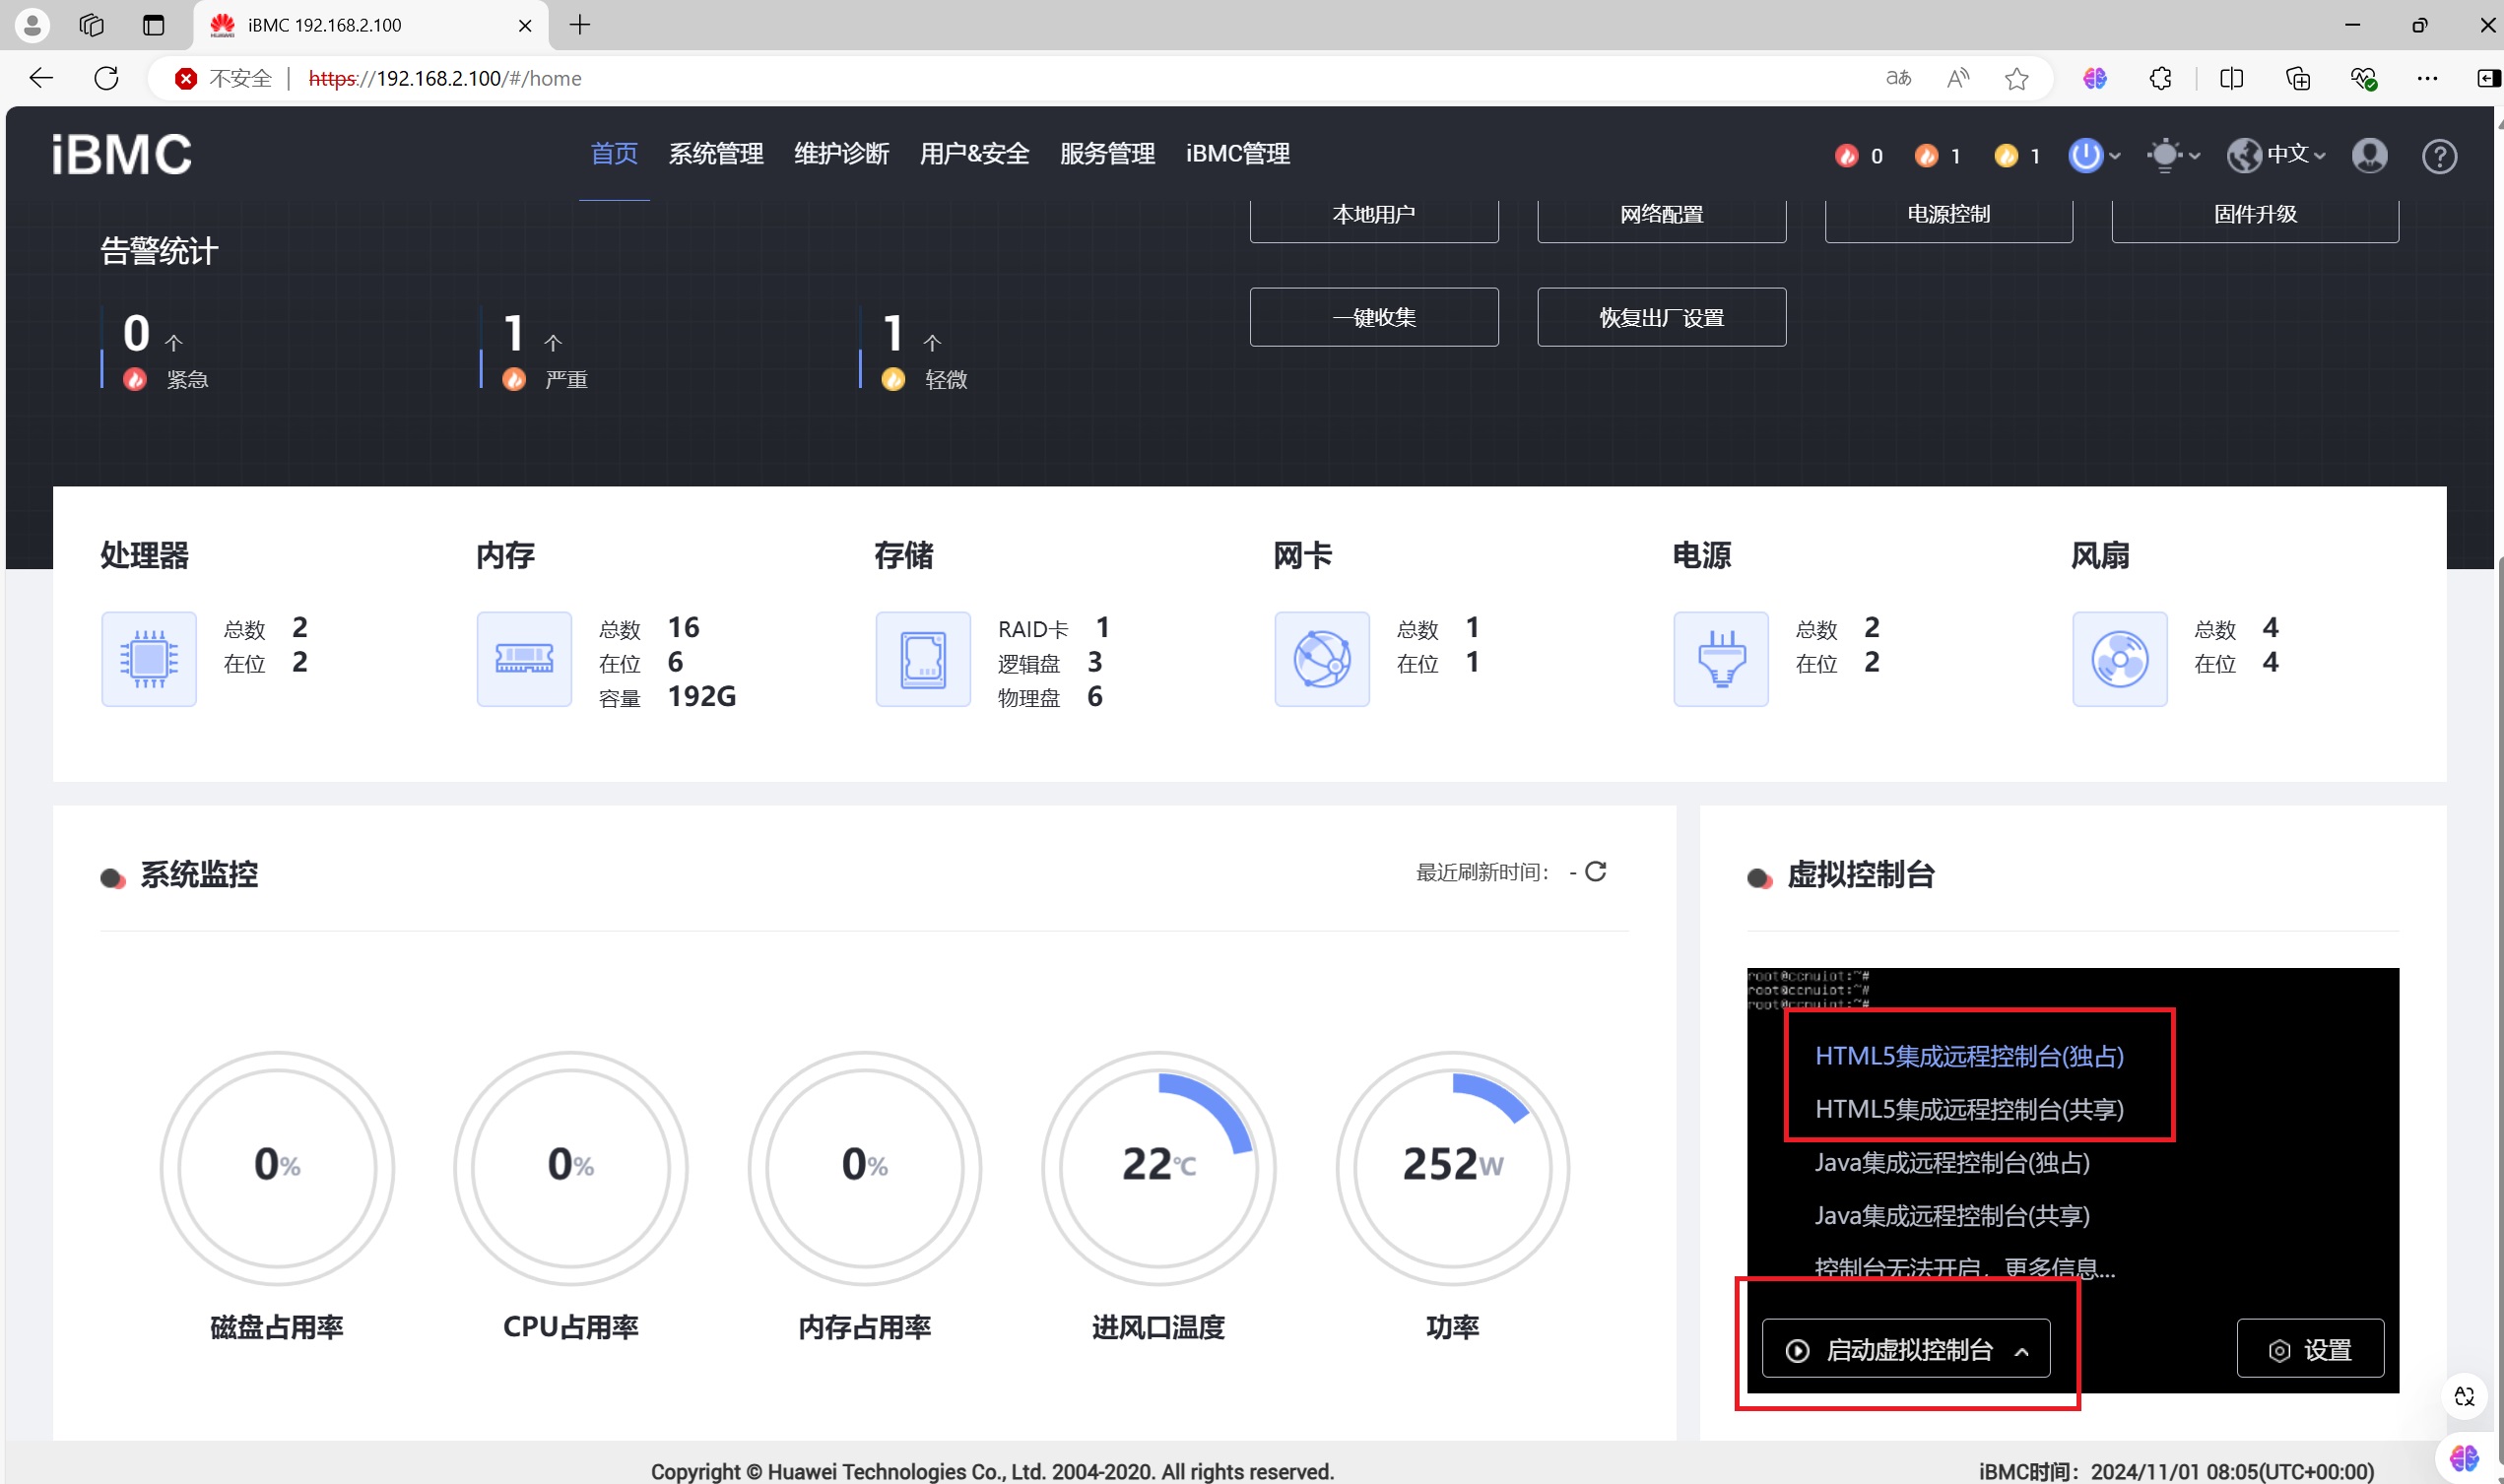 iBMC 192.168.2.100
不安全 | https://192.168.2.100/#/home
iBMC
首页 系统管理 维护诊断 用户&安全 服务管理 iBMC管理
0 1 1 中文
告警统计
本地用户 网络配置 电源控制 固件升级
0 个 1 个 1 个
紧急 严重 轻微
一键收集 恢复出厂设置
处理器 内存 存储 网卡 电源 风扇
总数 2 总数 16 RAID卡 1 总数 1 总数 2 总数 4
在位 2 在位 6 逻辑盘 3 在位 1 在位 2 在位 4
容量 192G 物理盘 6
系统监控
最近刷新时间： -
虚拟控制台
root@ccnuiot:~#
root@ccnuiot:~#
root@ccnuiot:~#
HTML5集成远程控制台(独占)
HTML5集成远程控制台(共享)
Java集成远程控制台(独占)
Java集成远程控制台(共享)
控制台无法开启，更多信息...
0% 0% 0% 22℃ 252W
磁盘占用率 CPU占用率 内存占用率 进风口温度 功率
启动虚拟控制台 设置
Copyright © Huawei Technologies Co., Ltd. 2004-2020. All rights reserved.
iBMC时间： 2024/11/01 08:05(UTC+00:00)